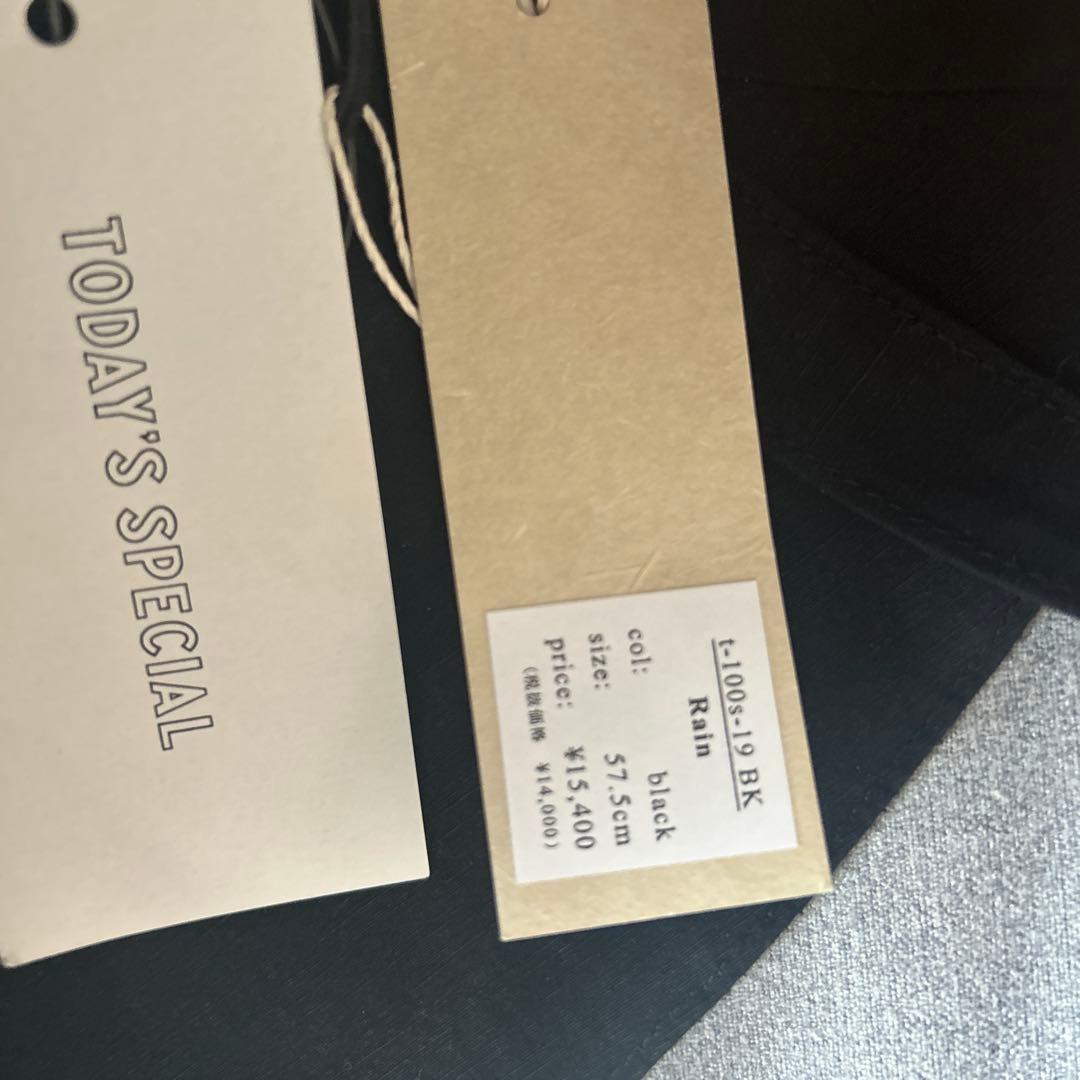 TODAY'S SPECIAL
t-100s-19 BK
Rain
col: black
size: 57.5cm
price: ¥15,400
(税抜価格 ¥14,000)